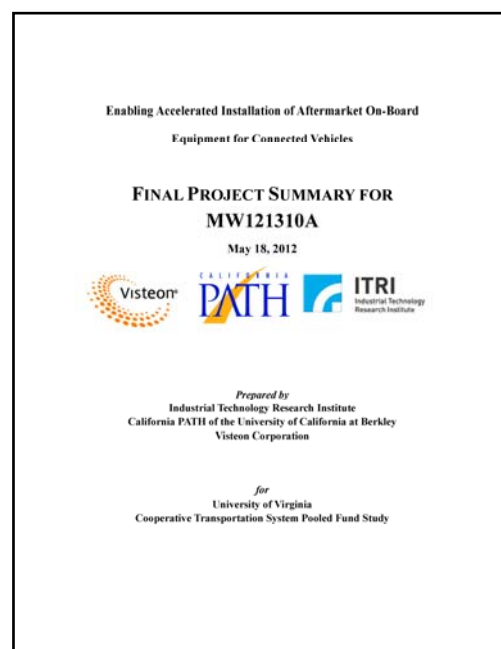 Enabling Accelerated Installation of Aftermarket On-Board
Equipment for Connected Vehicles
FINAL PROJECT SUMMARY FOR
MW121310A
May 18, 2012
Visteon®
CALIFORNIA
PATH
ITRI
Industrial Technology
Research Institute
Prepared by
Industrial Technology Research Institute
California PATH of the University of California at Berkley
Visteon Corporation
for
University of Virginia
Cooperative Transportation System Pooled Fund Study